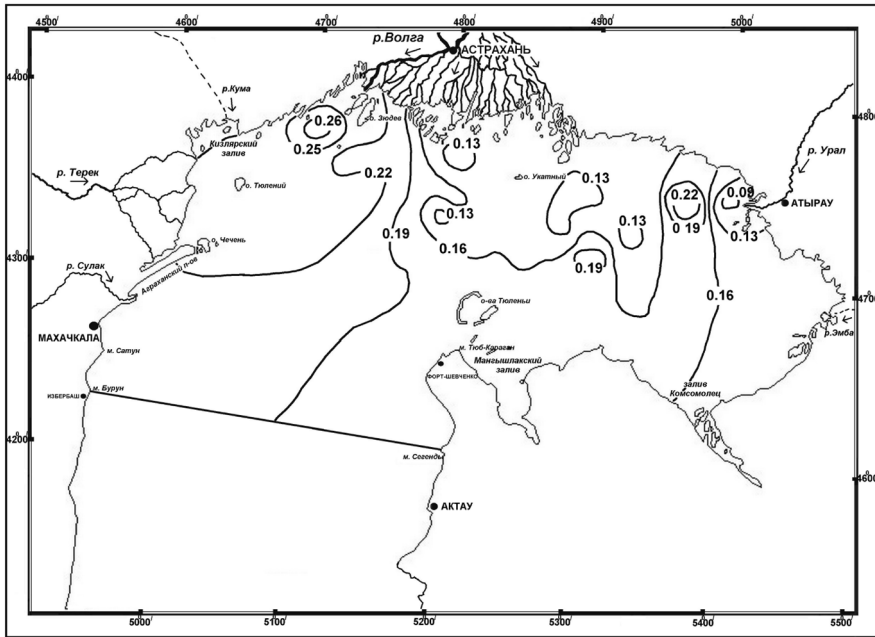 4500' 4700' 4800' 4900' 5000'
р.Волга
АСТРАХАНЬ
4400'
4800'
р.Кума
0.26
о. Зюдев
0.25
Кизлярский
залив
0.13
0.22
р. Урал
р. Терек
о. Тюлений
о. Укатный
0.13
0.22
0.09
АТЫРАУ
0.13
0.13
0 19
0.13
0.19
о. Чечень
0.16
4300'
р. Сулак
Аграханский п-ов
0.19
0.16
4700'
о-ва Тюленьи
МАХАЧКАЛА
р.Эмба
м. Сатун
м. Тюб-Караган
Мангышлакский
залив
ФОРТ-ШЕВЧЕНКО
залив
Комсомолец
м. Бурун
ИЗБЕРБАШ
4200'
м. Сегенды
4600'
АКТАУ
5000' 5100' 5200' 5300' 5400' 5500'